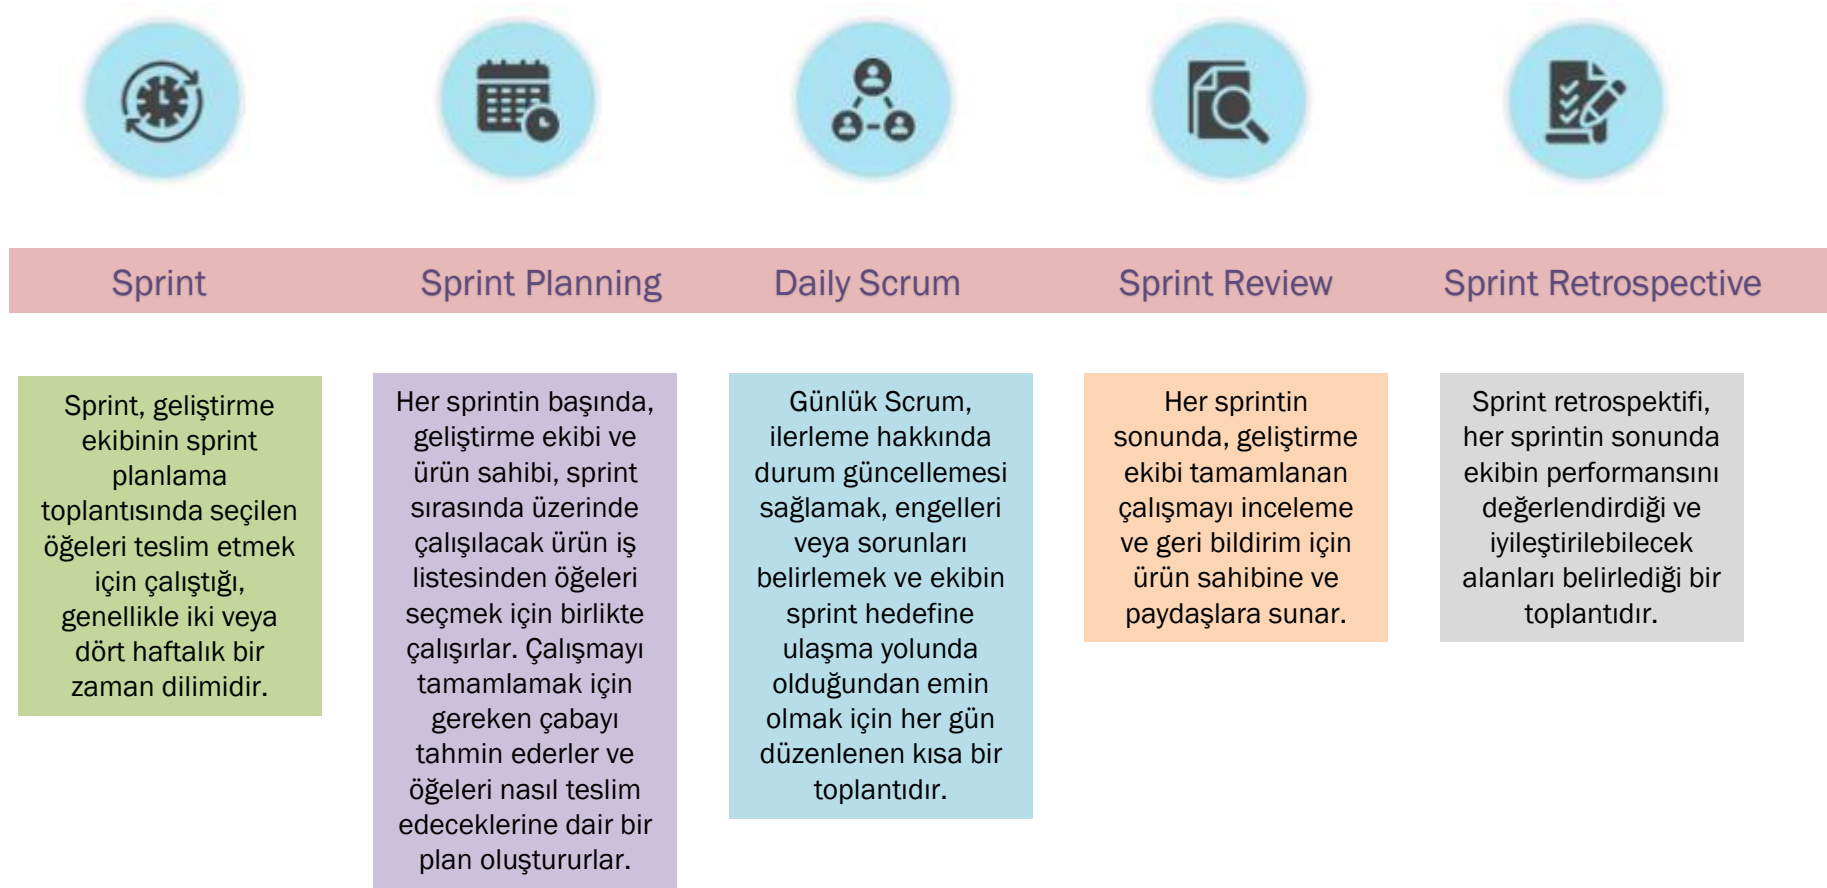 Sprint
Sprint Planning
Daily Scrum
Sprint Review
Sprint Retrospective
Sprint, geliştirme
ekibinin sprint
planlama
toplantısında seçilen
öğeleri teslim etmek
için çalıştığı,
genellikle iki veya
dört haftalık bir
zaman dilimidir.
Her sprintin başında,
geliştirme ekibi ve
ürün sahibi, sprint
sırasında üzerinde
çalışılacak ürün iş
listesinden öğeleri
seçmek için birlikte
çalışırlar. Çalışmayı
tamamlamak için
gereken çabayı
tahmin ederler ve
öğeleri nasıl teslim
edeceklerine dair bir
plan oluştururlar.
Günlük Scrum,
ilerleme hakkında
durum güncellemesi
sağlamak, engelleri
veya sorunları
belirlemek ve ekibin
sprint hedefine
ulaşma yolunda
olduğundan emin
olmak için her gün
düzenlenen kısa bir
toplantıdır.
Her sprintin
sonunda, geliştirme
ekibi tamamlanan
çalışmayı inceleme
ve geri bildirim için
ürün sahibine ve
paydaşlara sunar.
Sprint retrospektifi,
her sprintin sonunda
ekibin performansını
değerlendirdiği ve
iyileştirilebilecek
alanları belirlediği bir
toplantıdır.